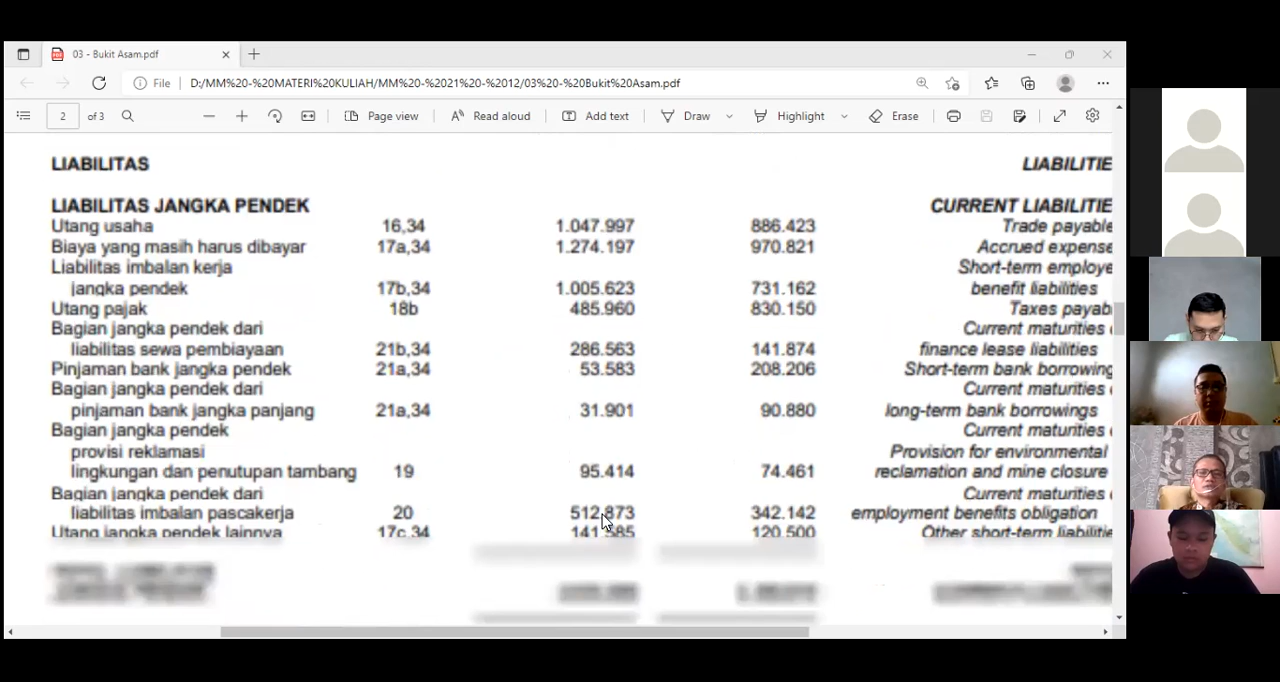 03 - Bukit Asam.pdf
File D:/MM%20-%20MATERI%20KULIAH/MM%20-%2021%20-%2012/03%20-%20Bukit%20Asam.pdf
2 of 3 Page view Read aloud Add text Draw Highlight Erase
LIABILITAS LIABILITIE
LIABILITAS JANGKA PENDEK CURRENT LIABILITIE
Utang usaha 16,34 1.047.997 886.423 Trade payable
Biaya yang masih harus dibayar 17a,34 1.274.197 970.821 Accrued expense
Liabilitas imbalan kerja Short-term employe
jangka pendek 17b,34 1.005.623 731.162 benefit liabilities
Utang pajak 18b 485.960 830.150 Taxes payab
Bagian jangka pendek dari Current maturities
liabilitas sewa pembiayaan 21b,34 286.563 141.874 finance lease liabilities
Pinjaman bank jangka pendek 21a,34 53.583 208.206 Short-term bank borrowing
Bagian jangka pendek dari Current maturities
pinjaman bank jangka panjang 21a,34 31.901 90.880 long-term bank borrowings
Bagian jangka pendek Current maturities
provisi reklamasi Provision for environmental
lingkungan dan penutupan tambang 19 95.414 74.461 reclamation and mine closure
Bagian jangka pendek dari Current maturities
liabilitas imbalan pascakerja 20 512.873 342.142 employment benefits obligation
Utang jangka pendek lainnya 17c,34 141.585 120.500 Other short-term liabilitie